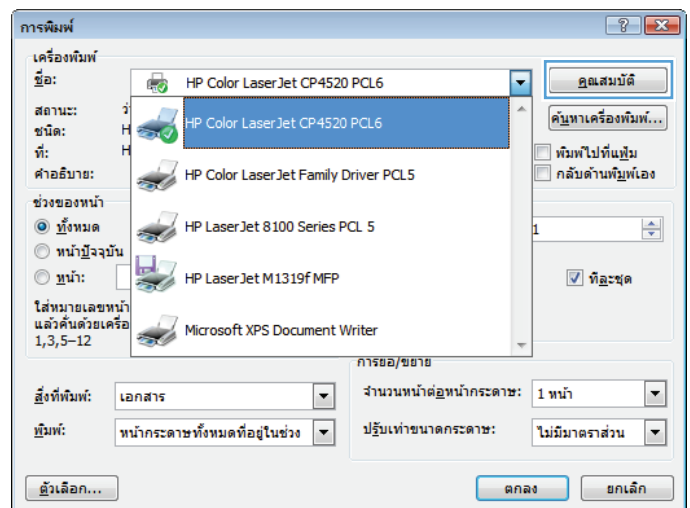 การพิมพ์
เครื่องพิมพ์
ชื่อ: HP Color LaserJet CP4520 PCL6 คุณสมบัติ
สถานะ: ว่
ชนิด: H
ที่: H
คำอธิบาย:
HP Color LaserJet CP4520 PCL6
HP Color LaserJet Family Driver PCL5
HP LaserJet 8100 Series PCL 5
HP LaserJet M1319f MFP
Microsoft XPS Document Writer
ค้นหาเครื่องพิมพ์...
พิมพ์ไปที่แฟ้ม
กลับด้านพิมพ์เอง
ช่วงของหน้า
ทั้งหมด
หน้าปัจจุบัน
หน้า:
ใส่หมายเลขหน้า
แล้วคั่นด้วยเครื่อ
1,3,5–12
1
ทีละชุด
สิ่งที่พิมพ์: เอกสาร
พิมพ์: หน้ากระดาษทั้งหมดที่อยู่ในช่วง
การย่อ/ขยาย
จำนวนหน้าต่อหน้ากระดาษ: 1 หน้า
ปรับเท่าขนาดกระดาษ: ไม่มีมาตราส่วน
ตัวเลือก... ตกลง ยกเลิก